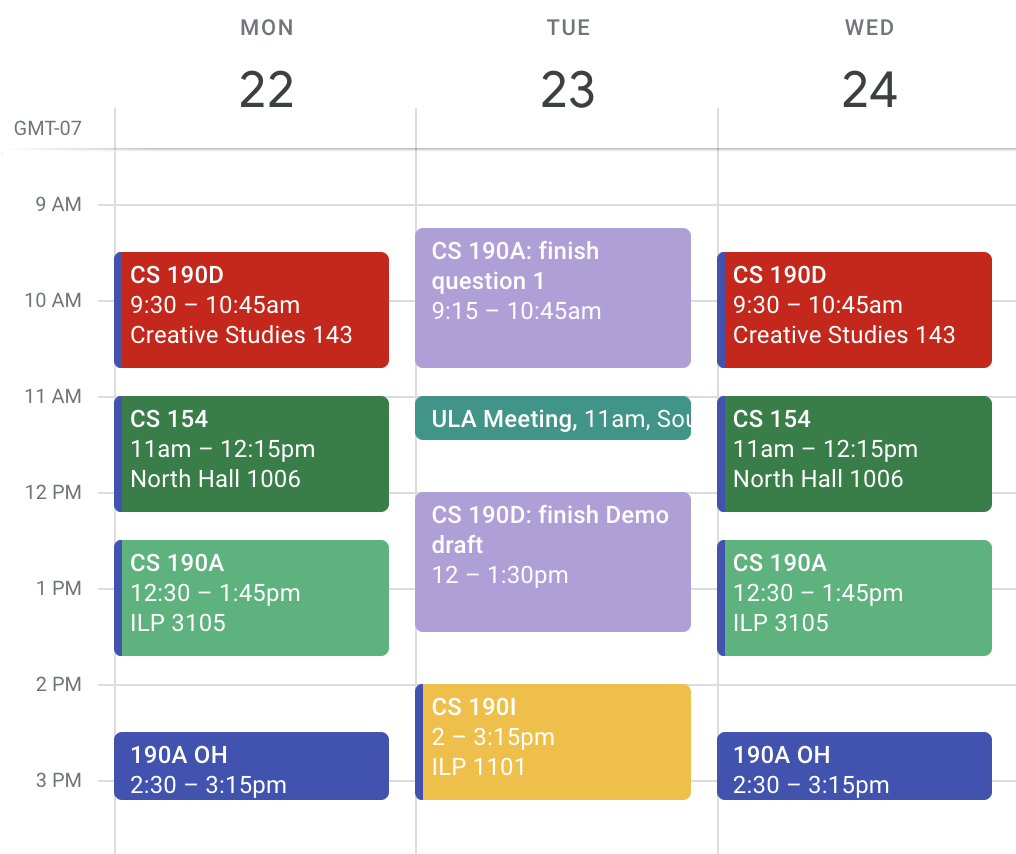 MON
TUE
WED
22
23
24
GMT-07
9 AM
10 AM
11 AM
12 PM
1 PM
2 PM
3 PM
CS 190D
9:30 – 10:45am
Creative Studies 143
CS 154
11am – 12:15pm
North Hall 1006
CS 190A
12:30 – 1:45pm
ILP 3105
190A OH
2:30 – 3:15pm
CS 190A: finish
question 1
9:15 – 10:45am
ULA Meeting, 11am, Sou
CS 190D: finish Demo
draft
12 – 1:30pm
CS 190I
2 – 3:15pm
ILP 1101
CS 190D
9:30 – 10:45am
Creative Studies 143
CS 154
11am – 12:15pm
North Hall 1006
CS 190A
12:30 – 1:45pm
ILP 3105
190A OH
2:30 – 3:15pm